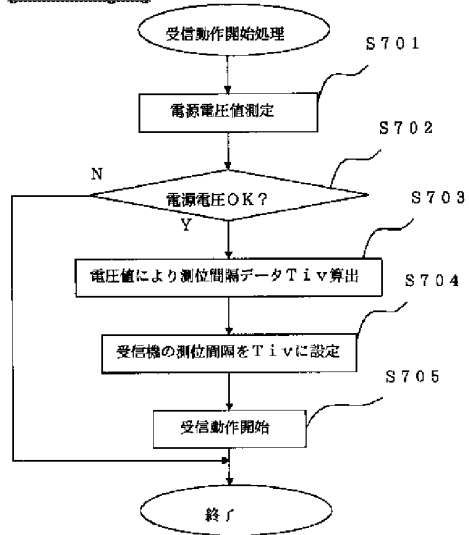 受信動作開始処理
S701
電源電圧値測定
S702
N
電源電圧OK?
Y
S703
電圧値により測位間隔データTiv算出
S704
受信機の測位間隔をTivに設定
S705
受信動作開始
終了